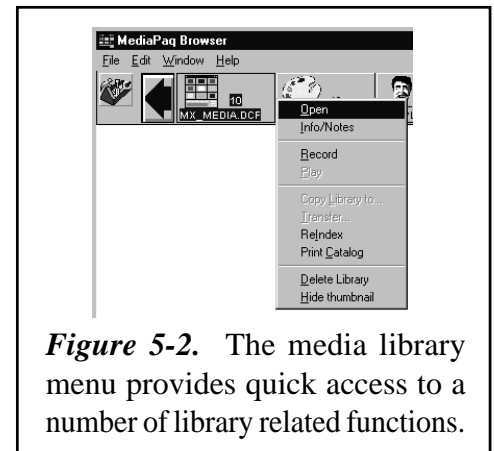 MediaPaq Browser
File Edit Window Help
10
MX_MEDIA.DCF
Open
Info/Notes
Record
Play
Copy Library to...
Transfer...
ReIndex
Print Catalog
Delete Library
Hide thumbnail
Figure 5-2. The media library
menu provides quick access to a
number of library related functions.